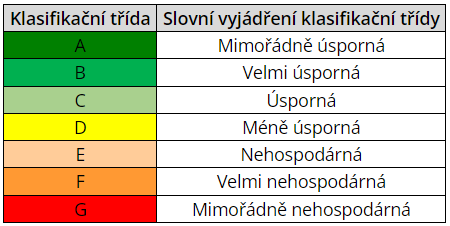 Klasifikační třída Slovní vyjádření klasifikační třídy
A Mimořádně úsporná
B Velmi úsporná
C Úsporná
D Méně úsporná
E Nehospodárná
F Velmi nehospodárná
G Mimořádně nehospodárná